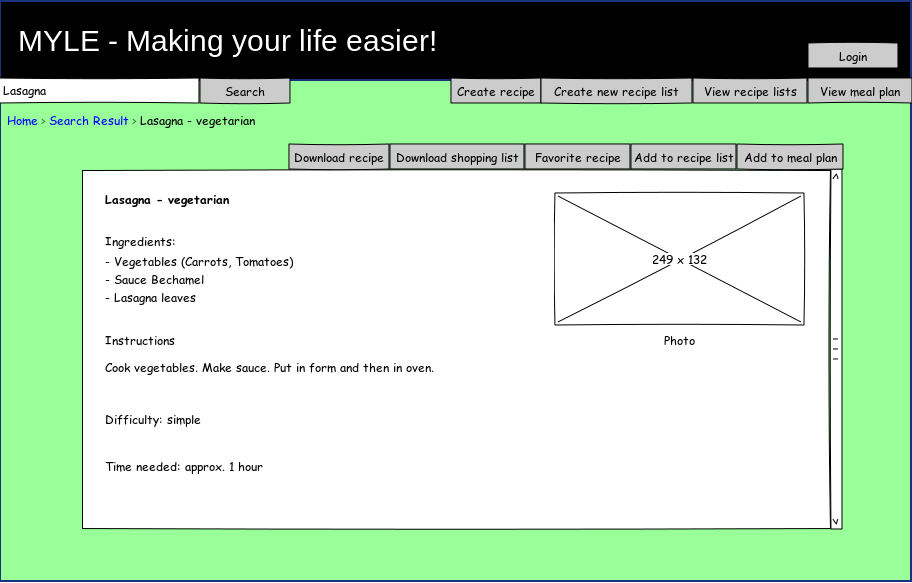 MYLE - Making your life easier!
Login
Lasagna
Search
Create recipe
Create new recipe list
View recipe lists
View meal plan
Home > Search Result > Lasagna - vegetarian
Download recipe
Download shopping list
Favorite recipe
Add to recipe list
Add to meal plan
Lasagna - vegetarian
Ingredients:
- Vegetables (Carrots, Tomatoes)
- Sauce Bechamel
- Lasagna leaves
249 x 132
Photo
Instructions
Cook vegetables. Make sauce. Put in form and then in oven.
Difficulty: simple
Time needed: approx. 1 hour